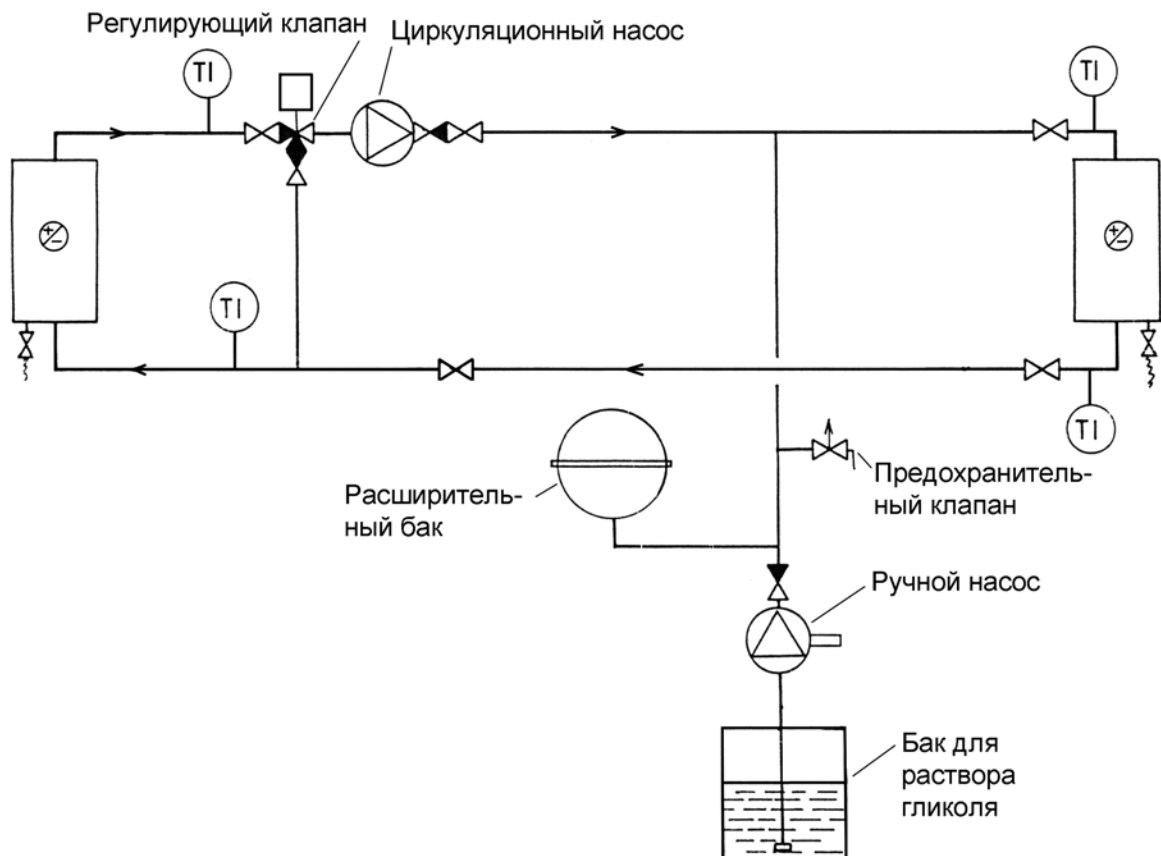 Регулирующий клапан
Циркуляционный насос
TI
TI
TI
TI
Расширитель-
ный бак
Предохранитель-
ный клапан
Ручной насос
Бак для
раствора
гликоля